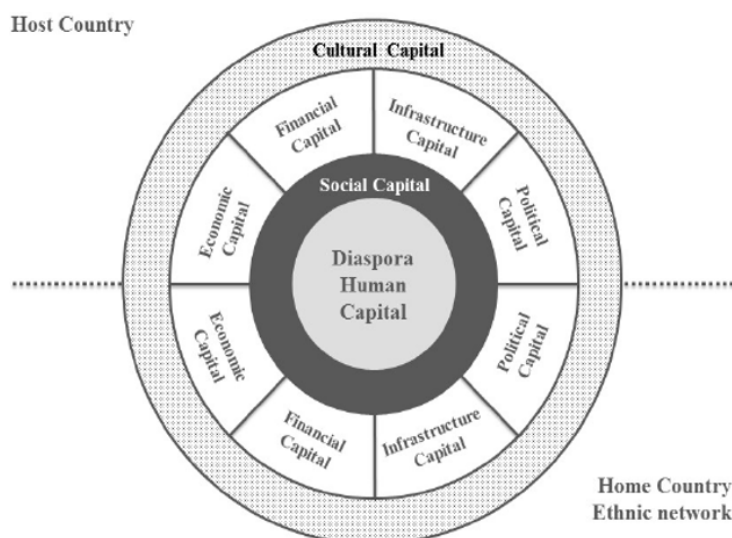 Host Country
Cultural Capital
Financial
Capital
Infrastructure
Capital
Economic
Capital
Political
Capital
Social Capital
Diaspora
Human
Capital
Economic
Capital
Political
Capital
Financial
Capital
Infrastructure
Capital
Home Country
Ethnic network